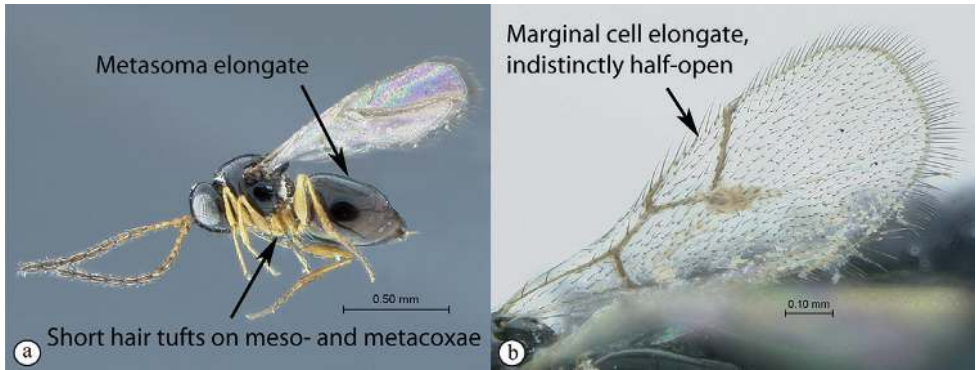 Metasoma elongate
0.50 mm
Short hair tufts on meso- and metacoxae
a
Marginal cell elongate,
indistinctly half-open
0.10 mm
b